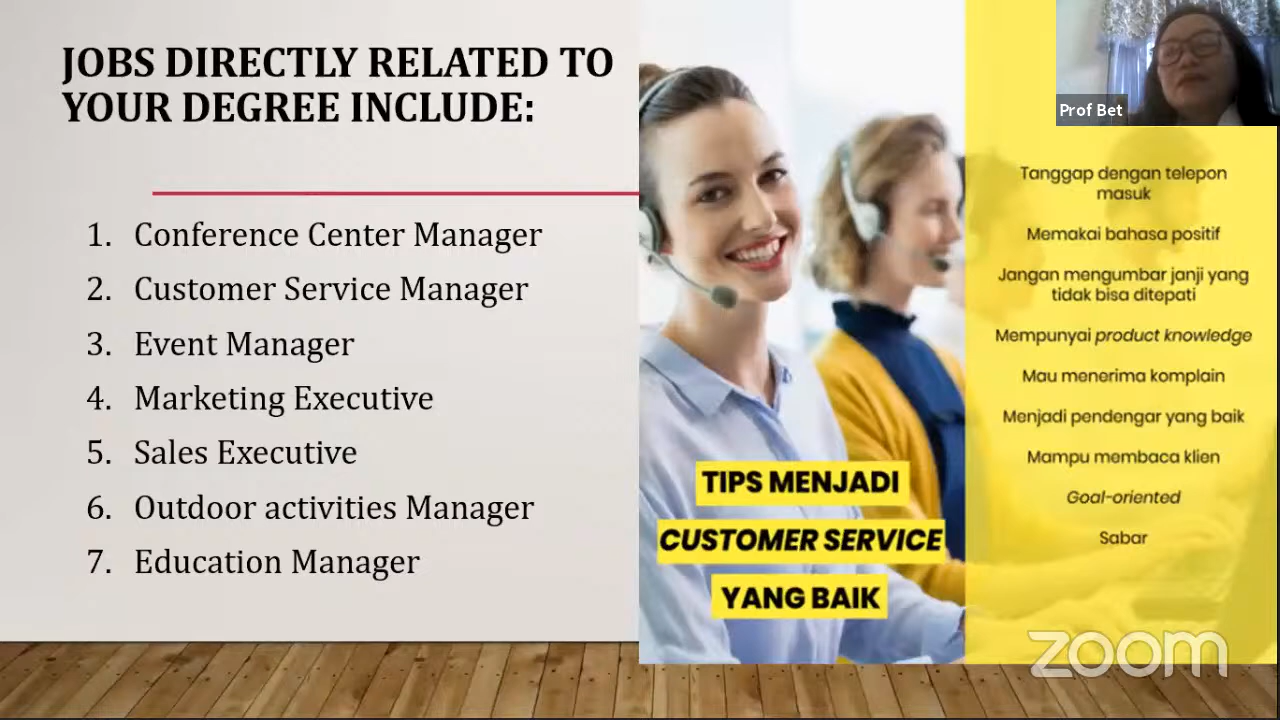 JOBS DIRECTLY RELATED TO
YOUR DEGREE INCLUDE:
1. Conference Center Manager
2. Customer Service Manager
3. Event Manager
4. Marketing Executive
5. Sales Executive
6. Outdoor activities Manager
7. Education Manager
TIPS MENJADI
CUSTOMER SERVICE
YANG BAIK
Prof Bet
Tanggap dengan telepon
masuk
Memakai bahasa positif
Jangan mengumbar janji yang
tidak bisa ditepati
Mempunyai product knowledge
Mau menerima komplain
Menjadi pendengar yang baik
Mampu membaca klien
Goal-oriented
Sabar
zoom